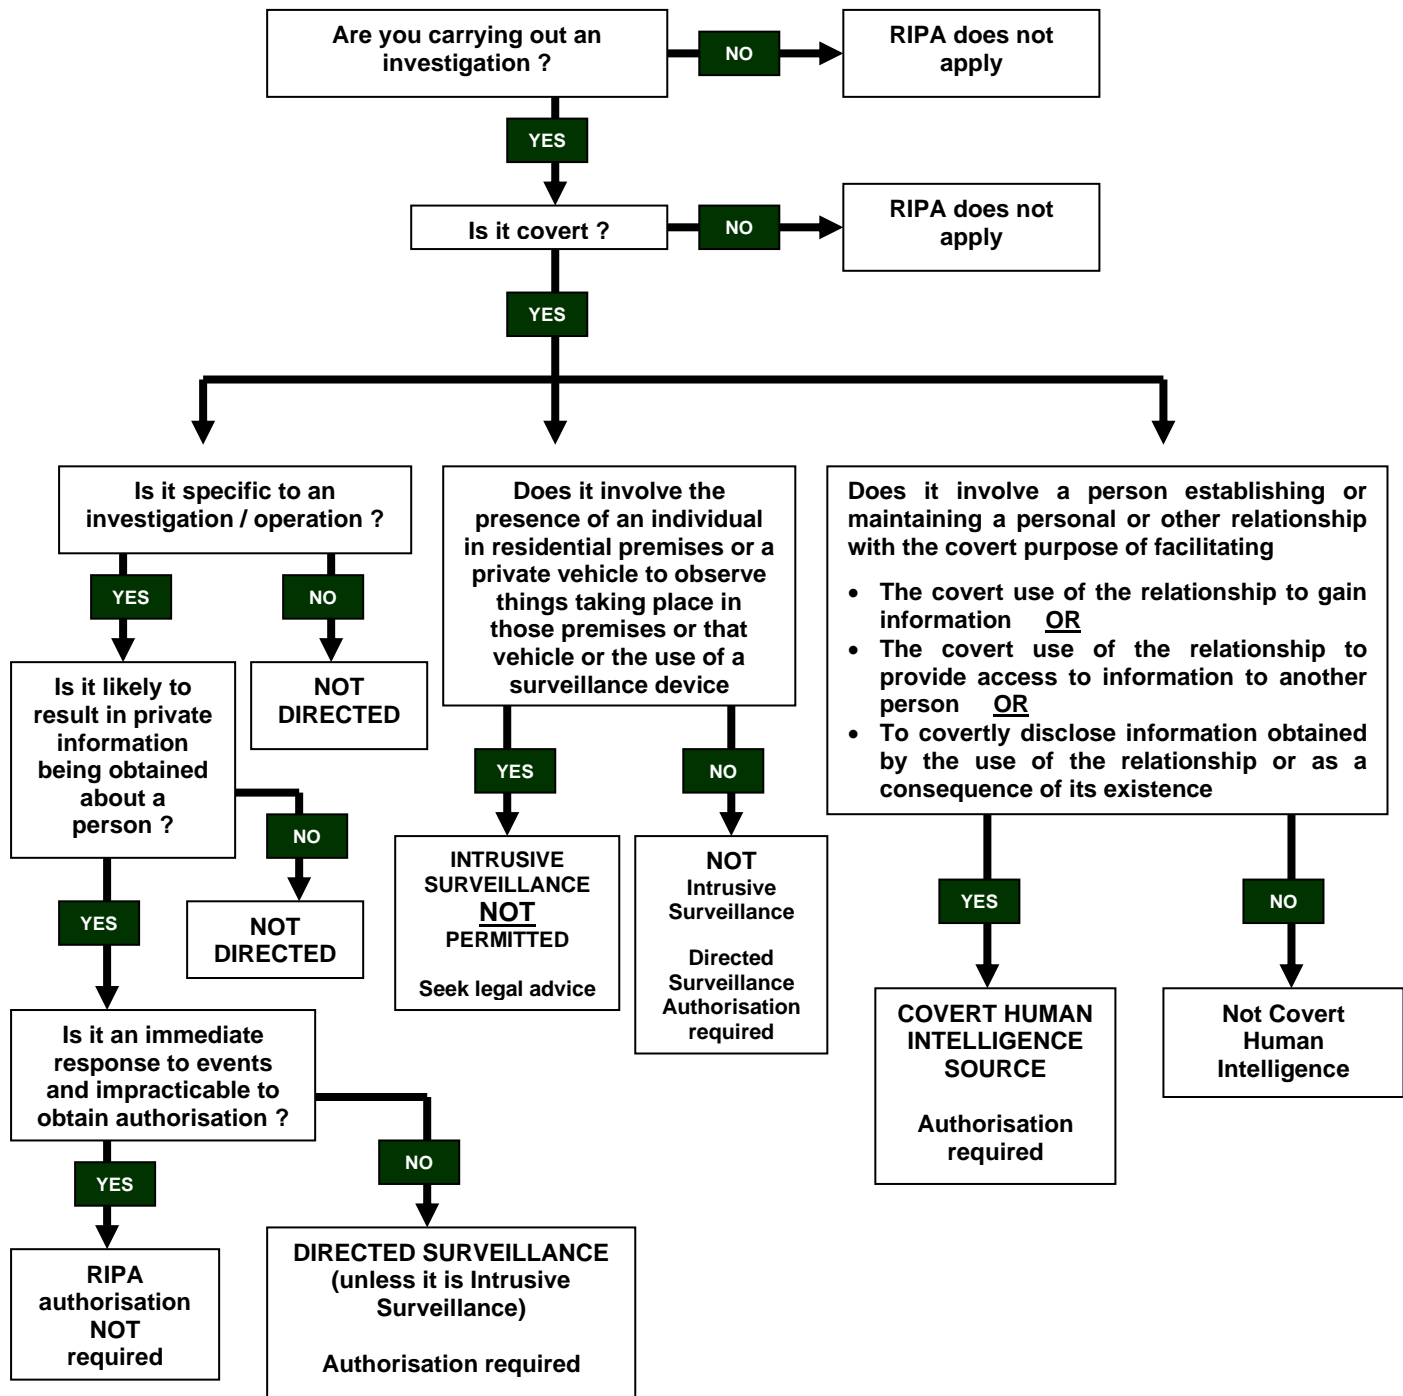 Are you carrying out an
investigation ?
NO
RIPA does not
apply
YES
Is it covert ?
NO
RIPA does not
apply
YES
Is it specific to an
investigation / operation ?
YES
NO
NOT
DIRECTED
Is it likely to
result in private
information
being obtained
about a
person ?
NO
NOT
DIRECTED
YES
Is it an immediate
response to events
and impracticable to
obtain authorisation ?
YES
RIPA
authorisation
NOT
required
NO
DIRECTED SURVEILLANCE
(unless it is Intrusive
Surveillance)
Authorisation required
Does it involve the
presence of an individual
in residential premises or a
private vehicle to observe
things taking place in
those premises or that
vehicle or the use of a
surveillance device
YES
INTRUSIVE
SURVEILLANCE
NOT
PERMITTED
Seek legal advice
NO
NOT
Intrusive
Surveillance
Directed
Surveillance
Authorisation
required
Does it involve a person establishing or
maintaining a personal or other relationship
with the covert purpose of facilitating
• The covert use of the relationship to gain
information OR
• The covert use of the relationship to
provide access to information to another
person OR
• To covertly disclose information obtained
by the use of the relationship or as a
consequence of its existence
YES
COVERT HUMAN
INTELLIGENCE
SOURCE
Authorisation
required
NO
Not Covert
Human
Intelligence